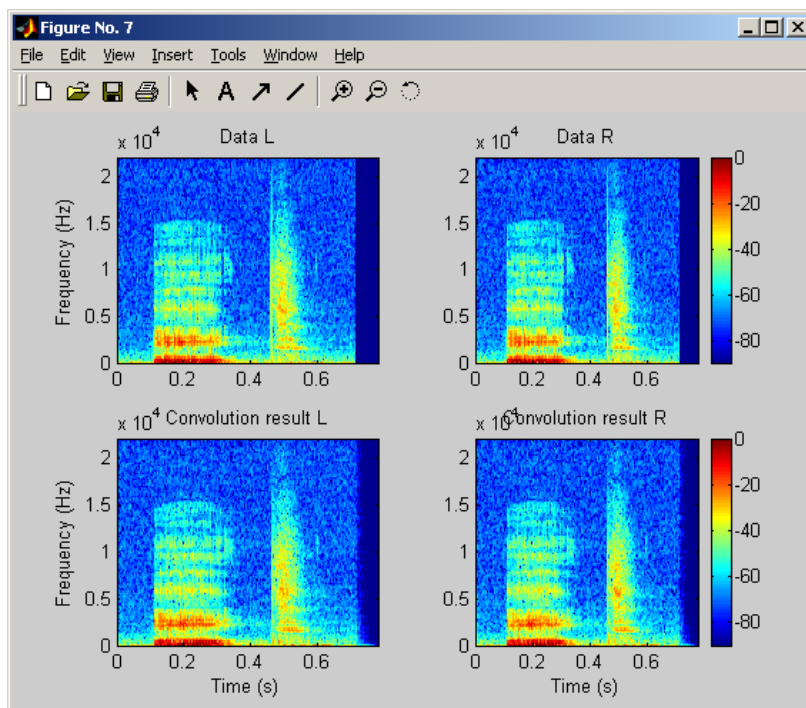 Figure No. 7
File Edit View Insert Tools Window Help
A
x 10^4 Data L
Data R
x 10^4
Frequency (Hz)
2
1.5
1
0.5
0
0 0.2 0.4 0.6
2
1.5
1
0.5
0
0 0.2 0.4 0.6
0
-20
-40
-60
-80
x 10^4 Convolution result L
x 10^4 Convolution result R
Frequency (Hz)
2
1.5
1
0.5
0
0 0.2 0.4 0.6
Time (s)
2
1.5
1
0.5
0
0 0.2 0.4 0.6
Time (s)
0
-20
-40
-60
-80